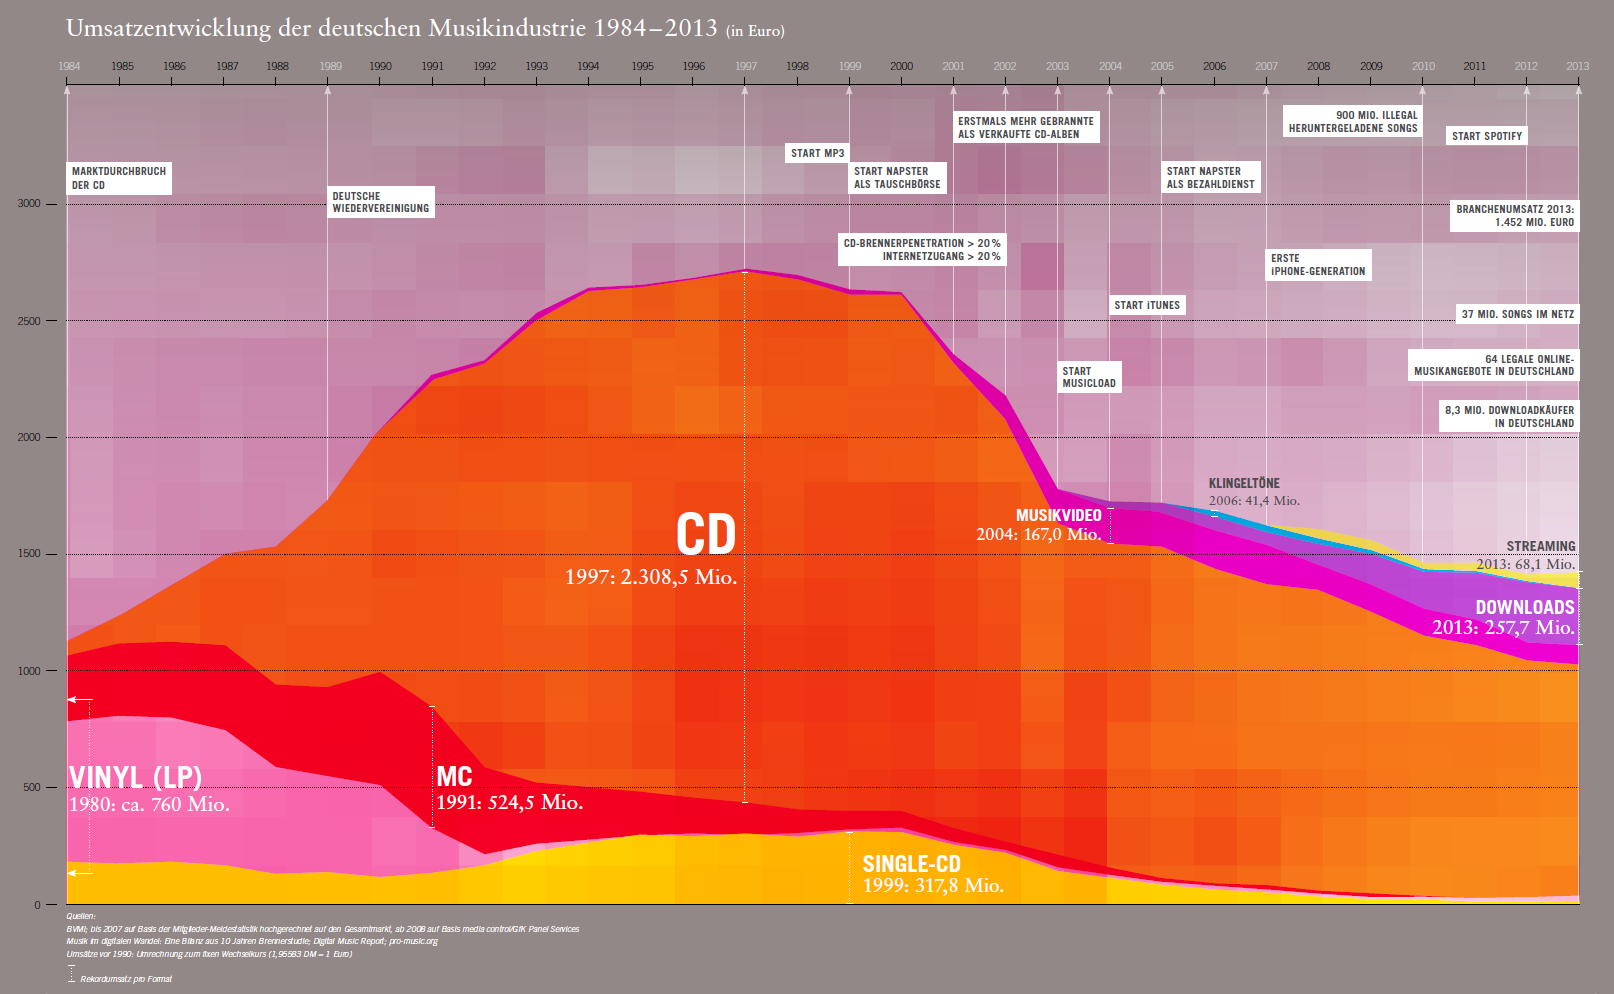 Umsatzentwicklung der deutschen Musikindustrie 1984–2013 (in Euro)
1984 1985 1986 1987 1988 1989 1990 1991 1992 1993 1994 1995 1996 1997 1998 1999 2000 2001 2002 2003 2004 2005 2006 2007 2008 2009 2010 2011 2012 2013
MARKTDURCHBRUCH
DER CD
DEUTSCHE
WIEDERVEREINIGUNG
START MP3
START NAPSTER
ALS TAUSCHBÖRSE
CD-BRENNERPENETRATION > 20 %
INTERNETZUGANG > 20 %
ERSTMALS MEHR GEBRANNTE
ALS VERKAUFTE CD-ALBEN
START
MUSICLOAD
START iTUNES
START NAPSTER
ALS BEZAHLDIENST
ERSTE
iPHONE-GENERATION
900 MIO. ILLEGAL
HERUNTERGELADENE SONGS
START SPOTIFY
BRANCHENUMSATZ 2013:
1.452 MIO. EURO
37 MIO. SONGS IM NETZ
64 LEGALE ONLINE-
MUSIKANGEBOTE IN DEUTSCHLAND
8,3 MIO. DOWNLOADKÄUFER
IN DEUTSCHLAND
3000
2500
2000
1500
1000
500
0
CD
1997: 2.308,5 Mio.
MUSIKVIDEO
2004: 167,0 Mio.
KLINGELTÖNE
2006: 41,4 Mio.
STREAMING
2013: 68,1 Mio.
DOWNLOADS
2013: 257,7 Mio.
VINYL (LP)
1980: ca. 760 Mio.
MC
1991: 524,5 Mio.
SINGLE-CD
1999: 317,8 Mio.
Quellen:
BVMI; bis 2007 auf Basis der Mitglieder-Meldestatistik hochgerechnet auf den Gesamtmarkt, ab 2008 auf Basis media control/GfK Panel Services
Musik im digitalen Wandel: Eine Bilanz aus 10 Jahren Brennerstudie; Digital Music Report; pro-music.org
Umsätze vor 1990: Umrechnung zum fixen Wechselkurs (1,95583 DM = 1 Euro)
Rekordumsatz pro Format